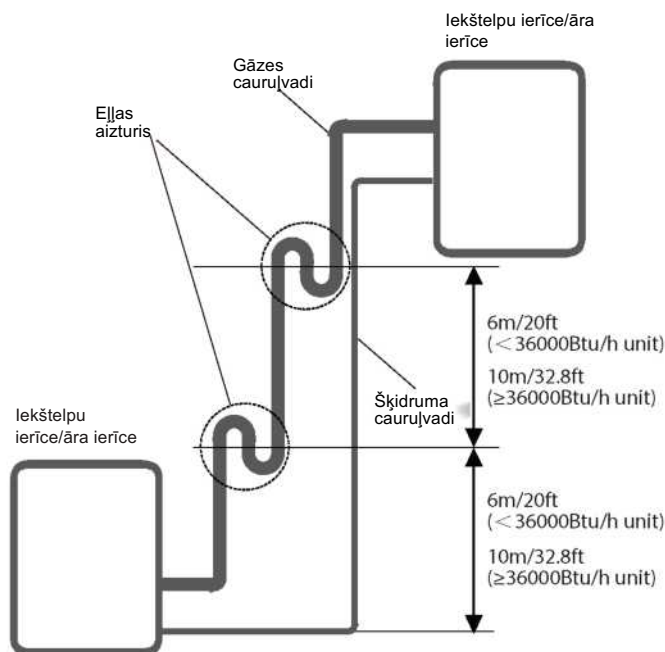 Iekštelpu ierīce/āra
ierīce
Gāzes
cauruļvadi
Eļļas
aizturis
6m/20ft
(<36000Btu/h unit)
10m/32.8ft
(≥36000Btu/h unit)
Šķidruma
cauruļvadi
Iekštelpu
ierīce/āra ierīce
6m/20ft
(<36000Btu/h unit)
10m/32.8ft
(≥36000Btu/h unit)